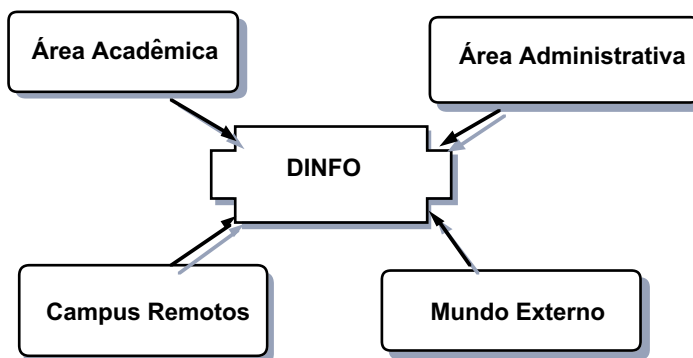 Área Acadêmica
Área Administrativa
DINFO
Campus Remotos
Mundo Externo